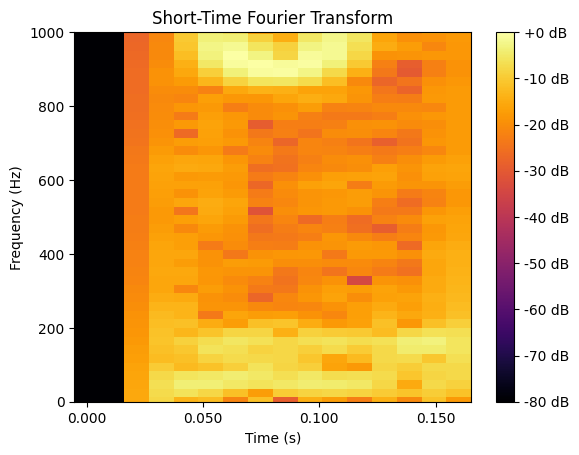 Short-Time Fourier Transform
1000
800
600
400
200
0
Frequency (Hz)
0.000
0.050
0.100
0.150
Time (s)
+0 dB
-10 dB
-20 dB
-30 dB
-40 dB
-50 dB
-60 dB
-70 dB
-80 dB